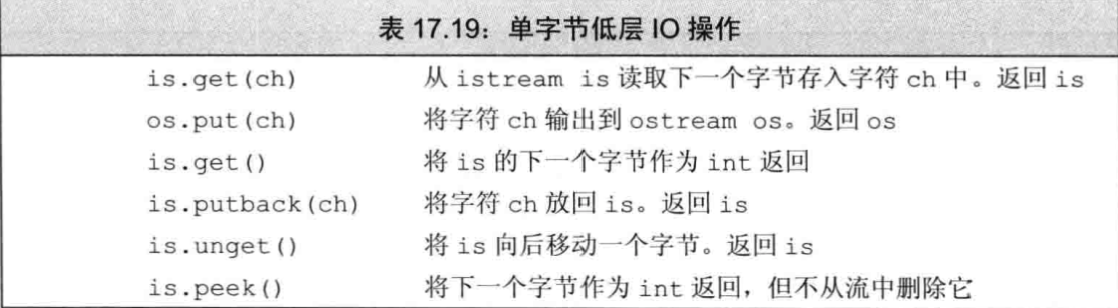 表 17.19：单字节低层 IO 操作
is.get(ch) 从 istream is 读取下一个字节存入字符 ch 中。返回 is
os.put(ch) 将字符 ch 输出到 ostream os。返回 os
is.get() 将 is 的下一个字节作为 int 返回
is.putback(ch) 将字符 ch 放回 is。返回 is
is.unget() 将 is 向后移动一个字节。返回 is
is.peek() 将下一个字节作为 int 返回，但不从流中删除它